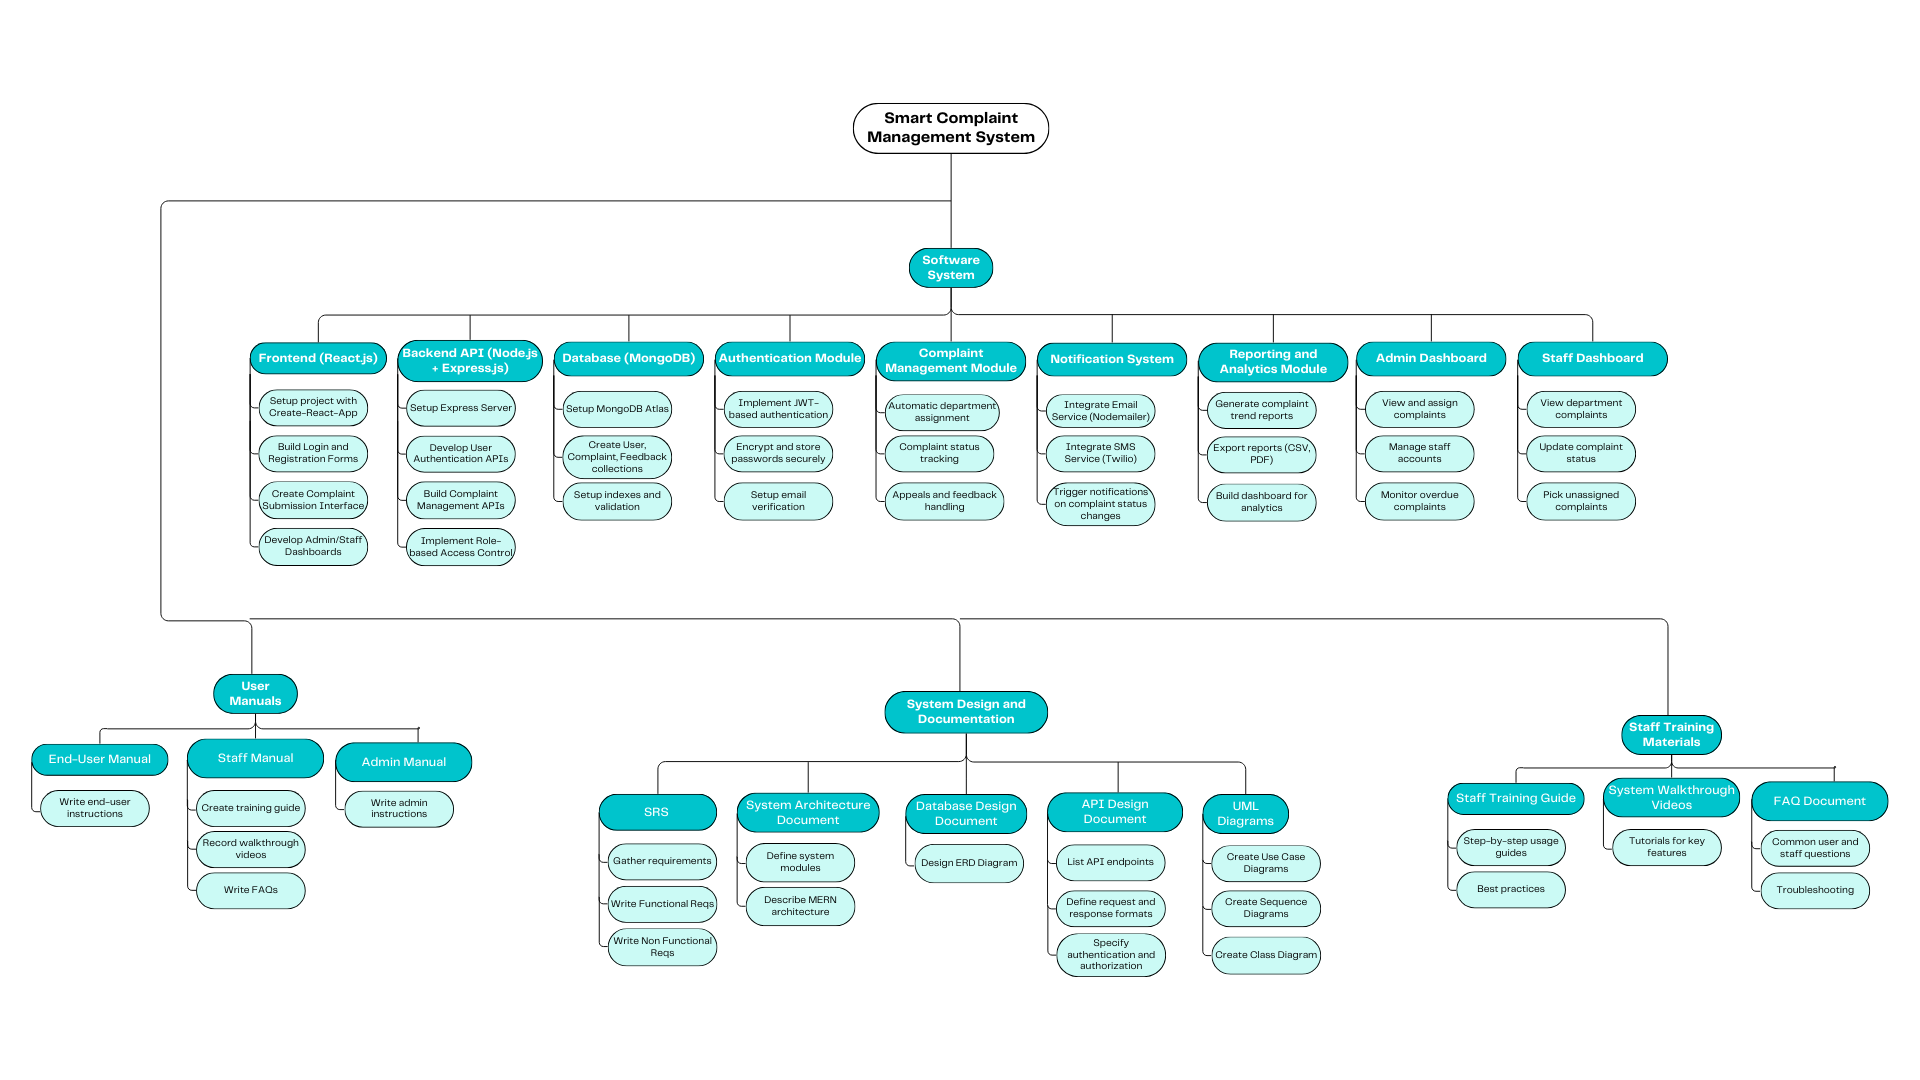 Smart Complaint
Management System
Software
System
Frontend (React.js)
Setup project with
Create-React-App
Build Login and
Registration Forms
Create Complaint
Submission Interface
Develop Admin/Staff
Dashboards
Backend API (Node.js
+ Express.js)
Setup Express Server
Develop User
Authentication APIs
Build Complaint
Management APIs
Implement Role-
based Access Control
Database (MongoDB)
Setup MongoDB Atlas
Create User,
Complaint, Feedback
collections
Setup indexes and
validation
Authentication Module
Implement JWT-
based authentication
Encrypt and store
passwords securely
Setup email
verification
Complaint
Management Module
Automatic department
assignment
Complaint status
tracking
Appeals and feedback
handling
Notification System
Integrate Email
Service (Nodemailer)
Integrate SMS
Service (Twilio)
Trigger notifications
on complaint status
changes
Reporting and
Analytics Module
Generate complaint
trend reports
Export reports (CSV,
PDF)
Build dashboard for
analytics
Admin Dashboard
View and assign
complaints
Manage staff
accounts
Monitor overdue
complaints
Staff Dashboard
View department
complaints
Update complaint
status
Pick unassigned
complaints
User
Manuals
End-User Manual
Write end-user
instructions
Staff Manual
Create training guide
Record walkthrough
videos
Write FAQs
Admin Manual
Write admin
instructions
System Design and
Documentation
SRS
Gather requirements
Write Functional Reqs
Write Non Functional
Reqs
System Architecture
Document
Define system
modules
Describe MERN
architecture
Database Design
Document
Design ERD Diagram
API Design
Document
List API endpoints
Define request and
response formats
Specify
authentication and
authorization
UML
Diagrams
Create Use Case
Diagrams
Create Sequence
Diagrams
Create Class Diagram
Staff Training
Materials
Staff Training Guide
Step-by-step usage
guides
Best practices
System Walkthrough
Videos
Tutorials for key
features
FAQ Document
Common user and
staff questions
Troubleshooting